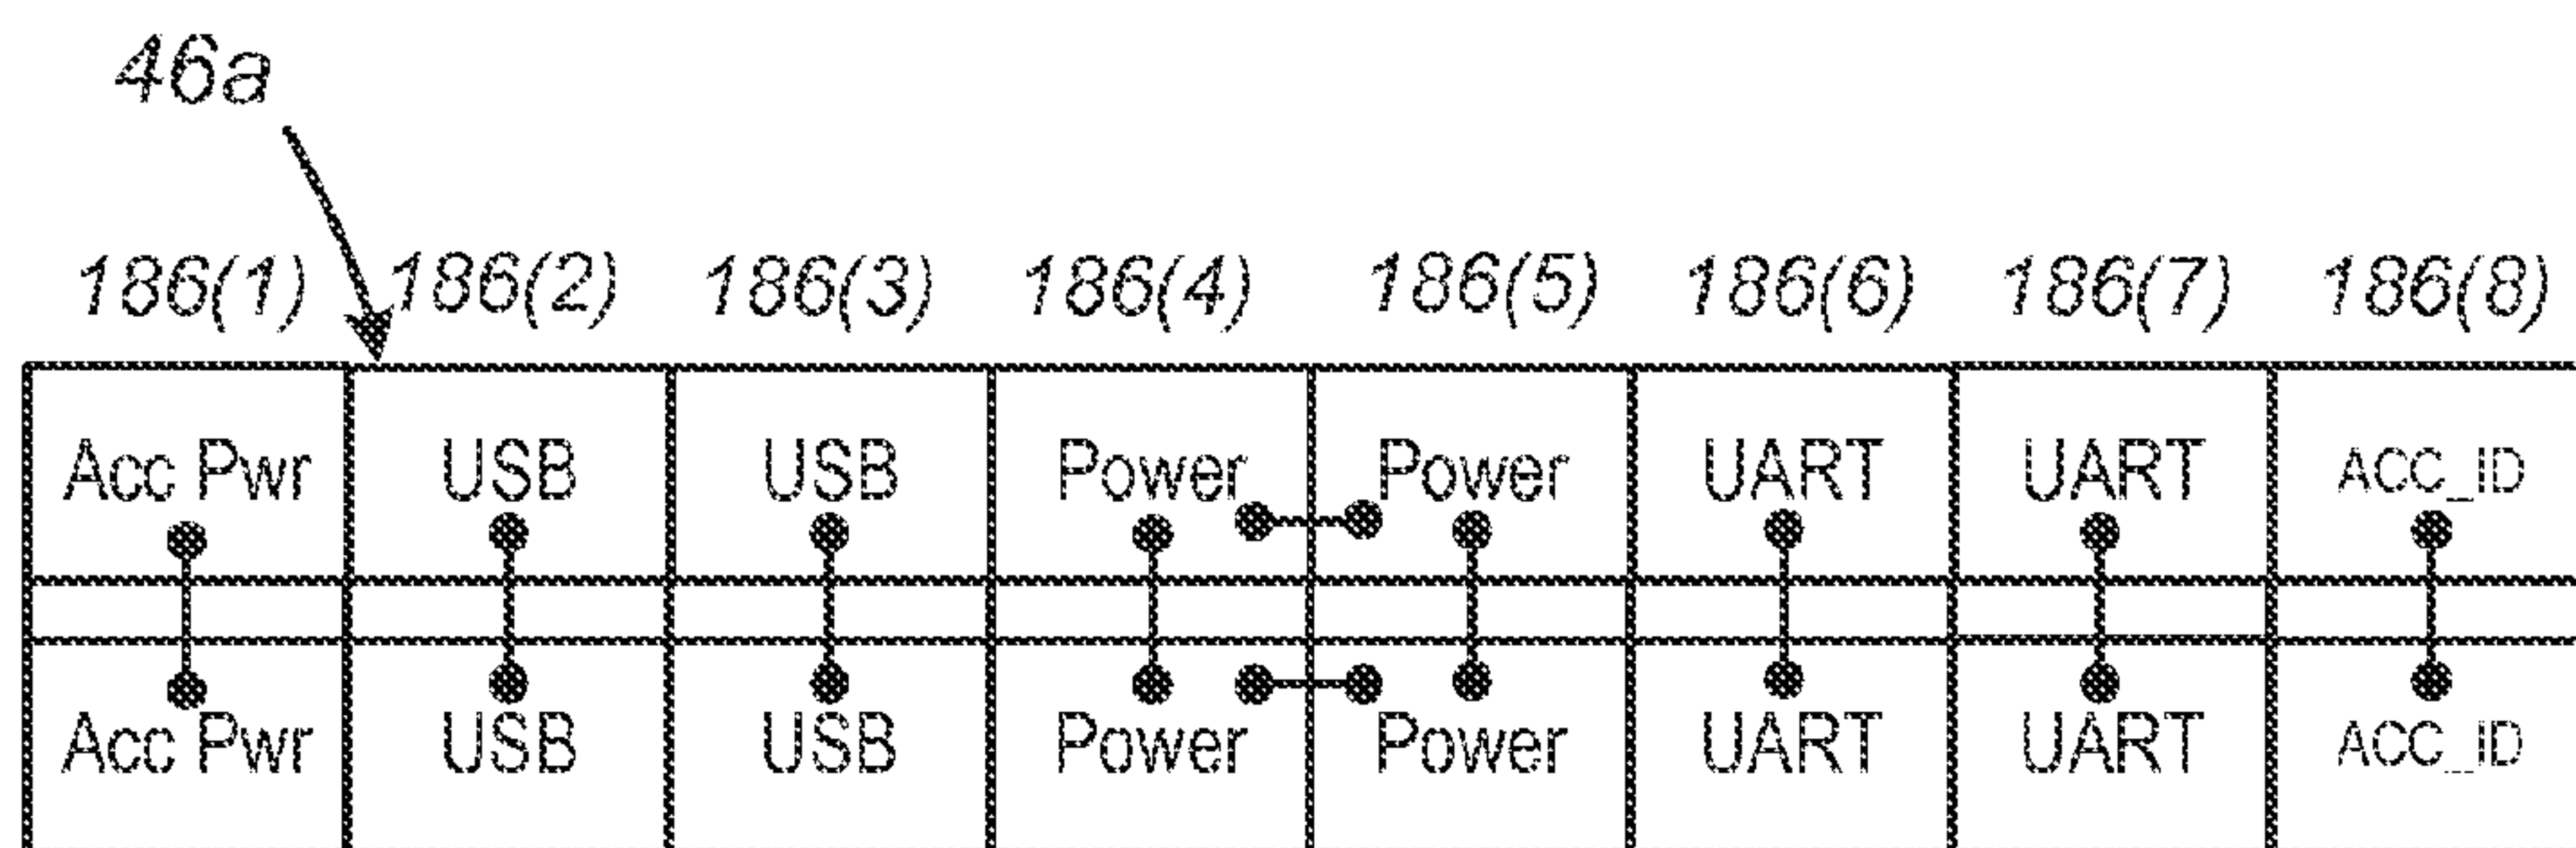 46a
186(1) 186(2) 186(3) 186(4) 186(5) 186(6) 186(7) 186(8)
Acc Pwr USB USB Power Power UART UART ACC_ID
Acc Pwr USB USB Power Power UART UART ACC_ID